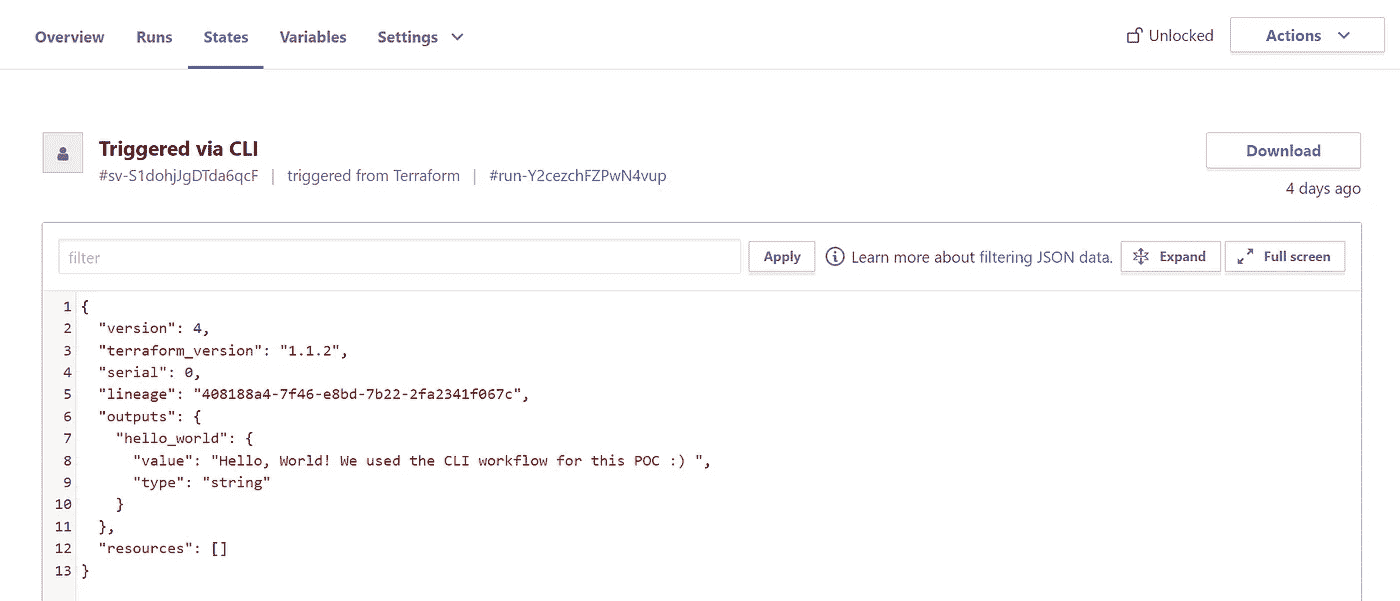 Overview Runs States Variables Settings Unlocked Actions
Triggered via CLI Download
#sv-S1dohjJgDTda6qcF | triggered from Terraform | #run-Y2cezchFZPwN4vup
4 days ago
filter Apply Learn more about filtering JSON data. Expand Full screen
1 {
2   "version": 4,
3   "terraform_version": "1.1.2",
4   "serial": 0,
5   "lineage": "408188a4-7f46-e8bd-7b22-2fa2341f067c",
6   "outputs": {
7     "hello_world": {
8       "value": "Hello, World! We used the CLI workflow for this POC :) ",
9       "type": "string"
10     }
11   },
12   "resources": []
13 }